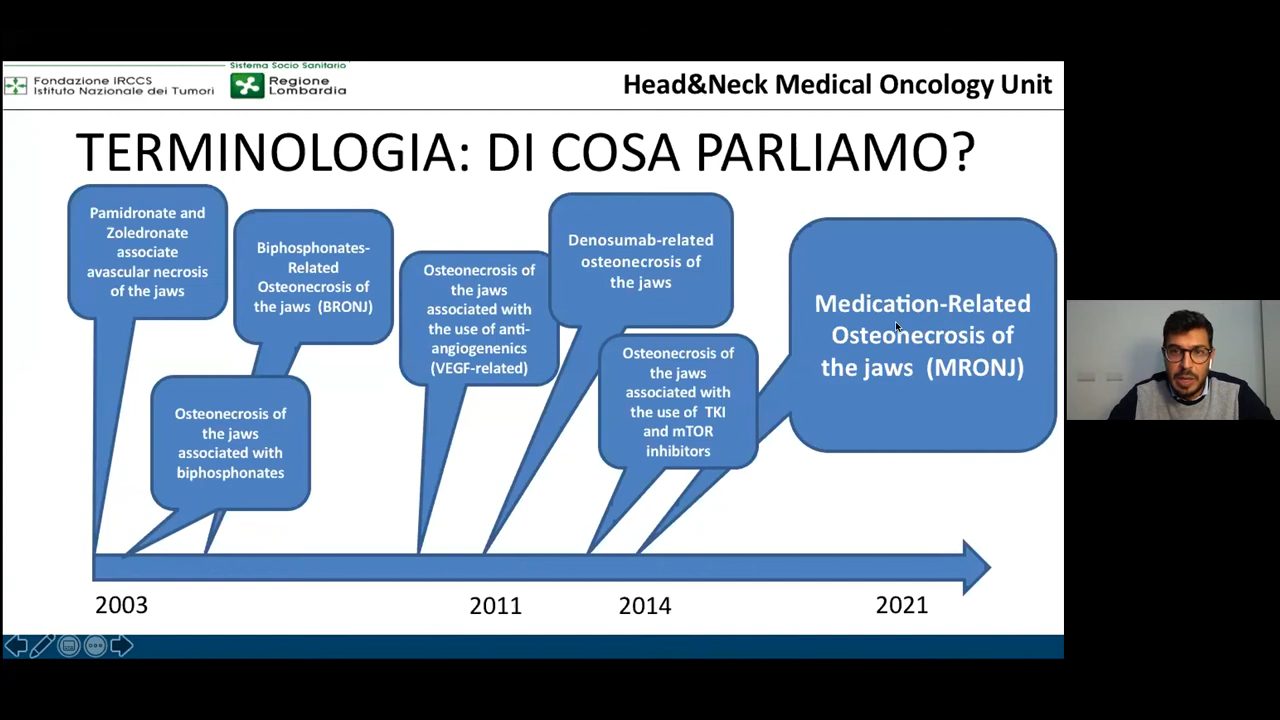 Fondazione IRCCS
Istituto Nazionale dei Tumori
Sistema Socio Sanitario
Regione
Lombardia
Head&Neck Medical Oncology Unit
TERMINOLOGIA: DI COSA PARLIAMO?
Pamidronate and
Zoledronate
associate
avascular necrosis
of the jaws
Osteonecrosis of
the jaws
associated with
biphosphonates
Biphosphonates-
Related
Osteonecrosis of
the jaws (BRONJ)
Osteonecrosis of
the jaws
associated with
the use of anti-
angiogenenics
(VEGF-related)
Denosumab-related
osteonecrosis of
the jaws
Osteonecrosis of
the jaws
associated with
the use of TKI
and mTOR
inhibitors
Medication-Related
Osteonecrosis of
the jaws (MRONJ)
2003
2011
2014
2021